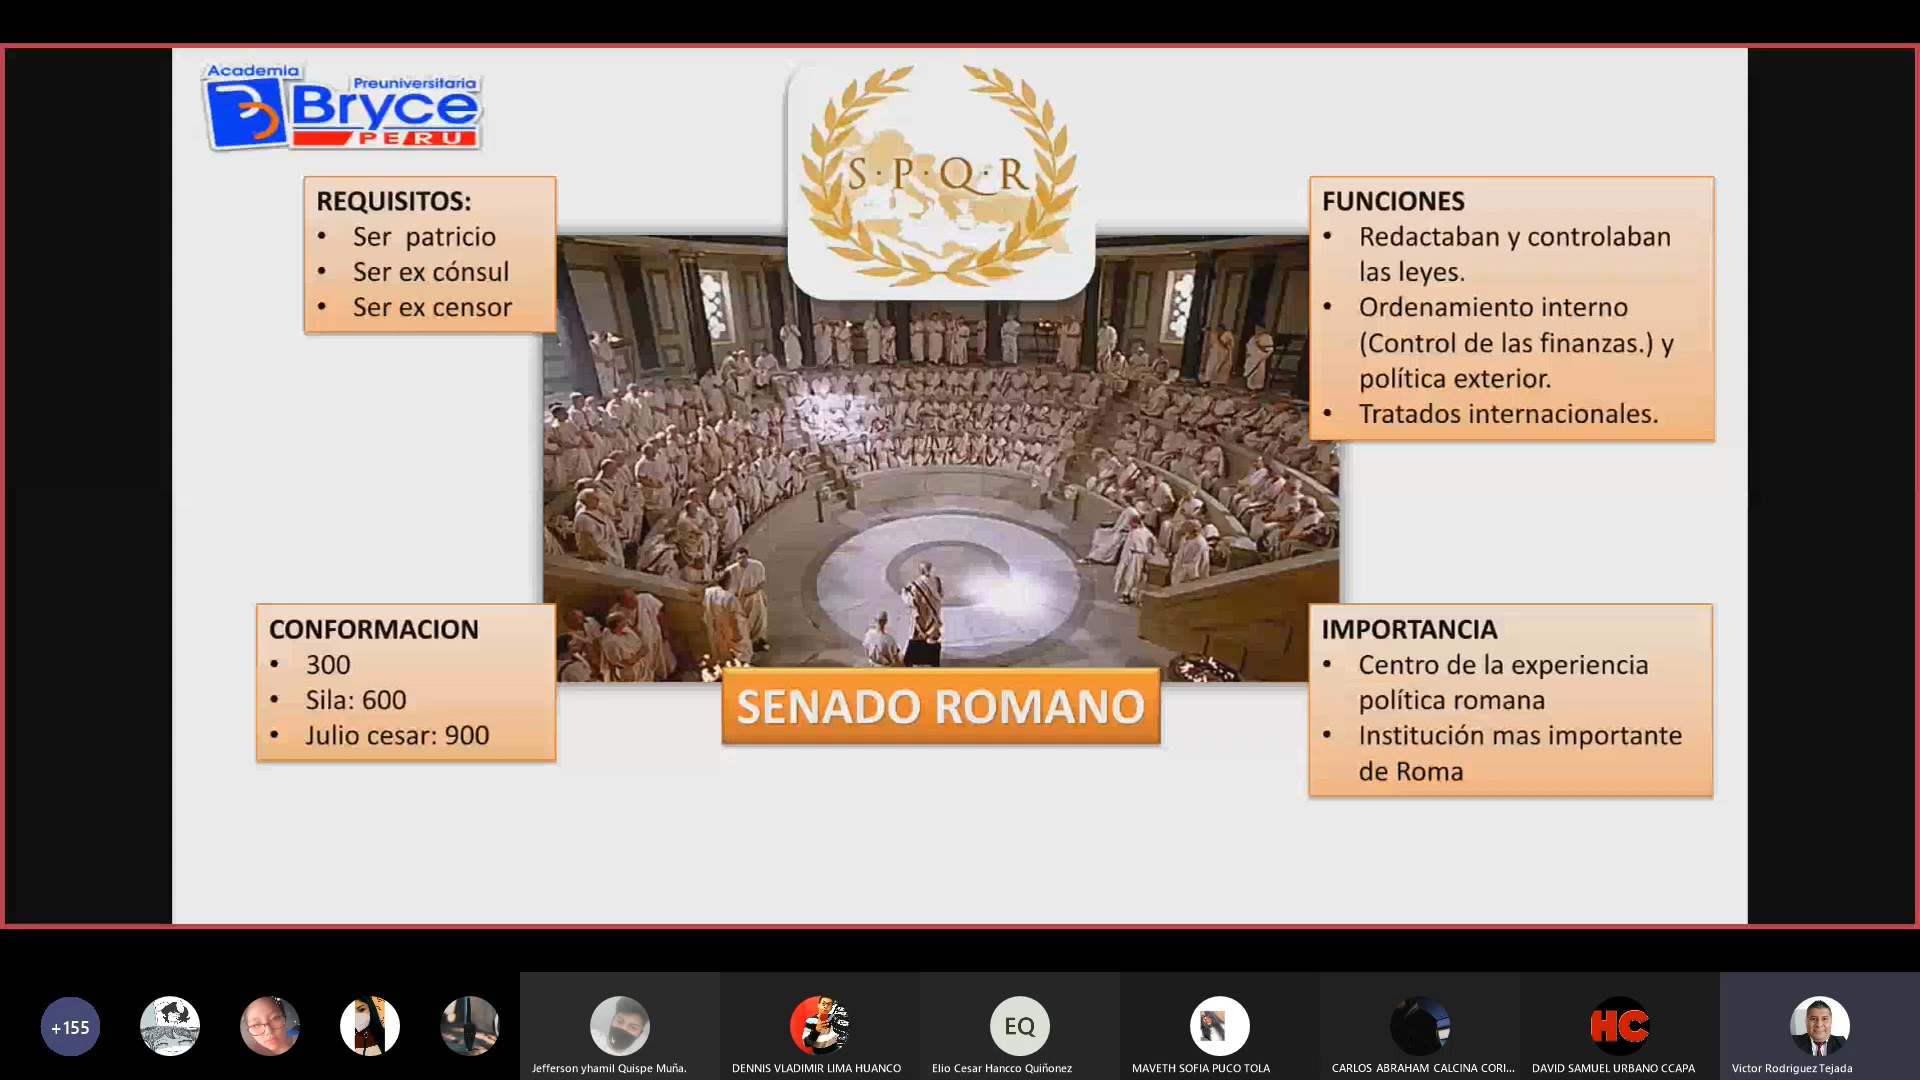 Academia
Preuniversitaria
Bryce
PERU
S·P·Q·R
REQUISITOS:
• Ser patricio
• Ser ex cónsul
• Ser ex censor
FUNCIONES
• Redactaban y controlaban
las leyes.
• Ordenamiento interno
(Control de las finanzas.) y
política exterior.
• Tratados internacionales.
CONFORMACION
• 300
• Sila: 600
• Julio cesar: 900
SENADO ROMANO
IMPORTANCIA
• Centro de la experiencia
política romana
• Institución mas importante
de Roma
+155
EQ
HC
Jefferson yhamil Quispe Muña.
DENNIS VLADIMIR LIMA HUANCO
Elio Cesar Hancco Quiñonez
MAVETH SOFIA PUCO TOLA
CARLOS ABRAHAM CALCINA CORI...
DAVID SAMUEL URBANO CCAPA
Victor Rodriguez Tejada